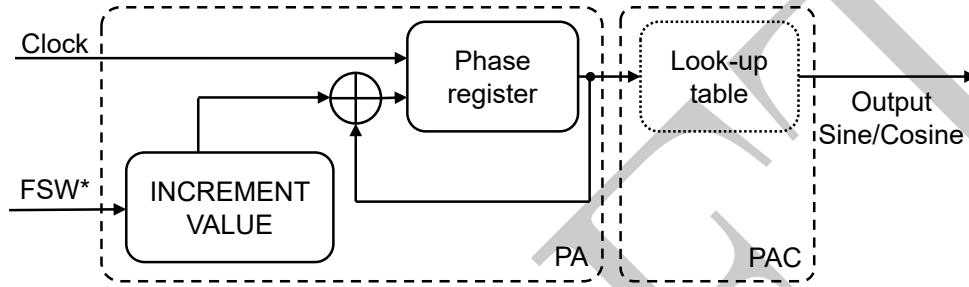 Clock
Phase
register
Look-up
table
Output
Sine/Cosine
FSW*
INCREMENT
VALUE
PA
PAC